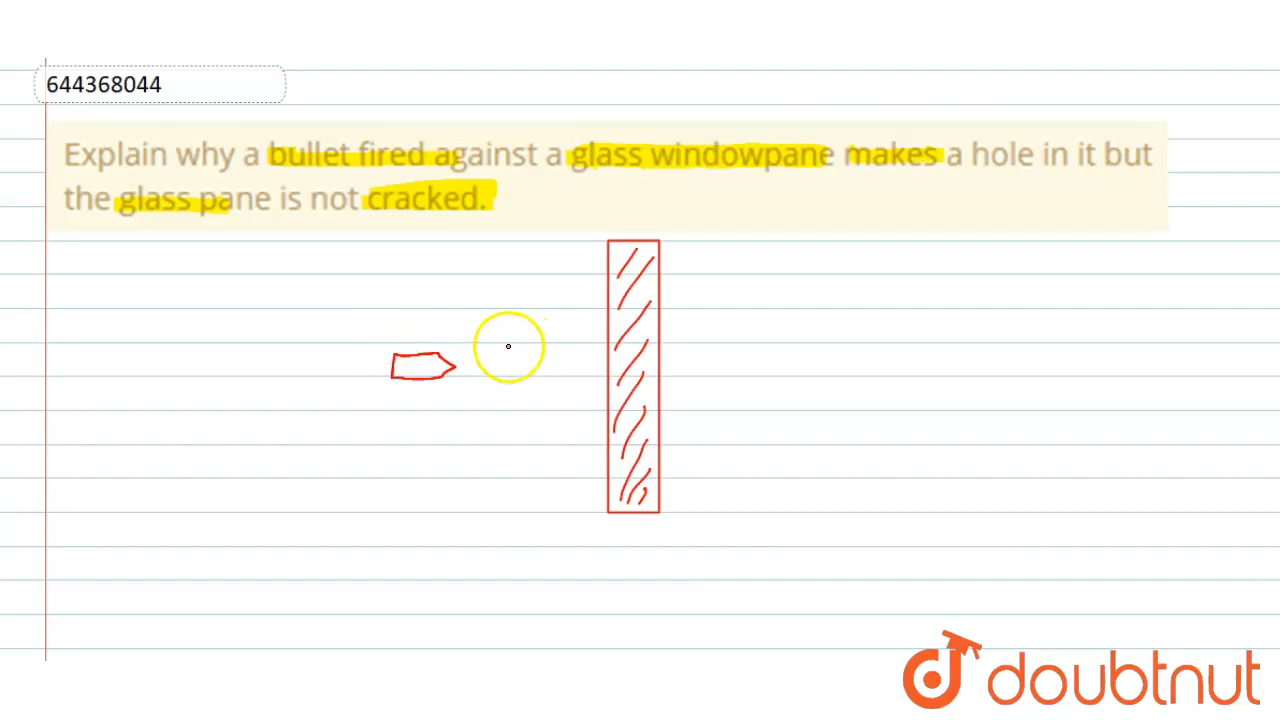 644368044
Explain why a bullet fired against a glass windowpane makes a hole in it but
the glass pane is not cracked.
doubtnut